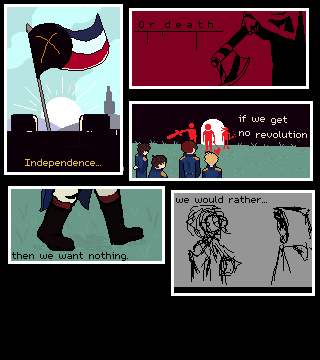 Or death.
if we get
no revolution
Independence...
then we want nothing.
we would rather...